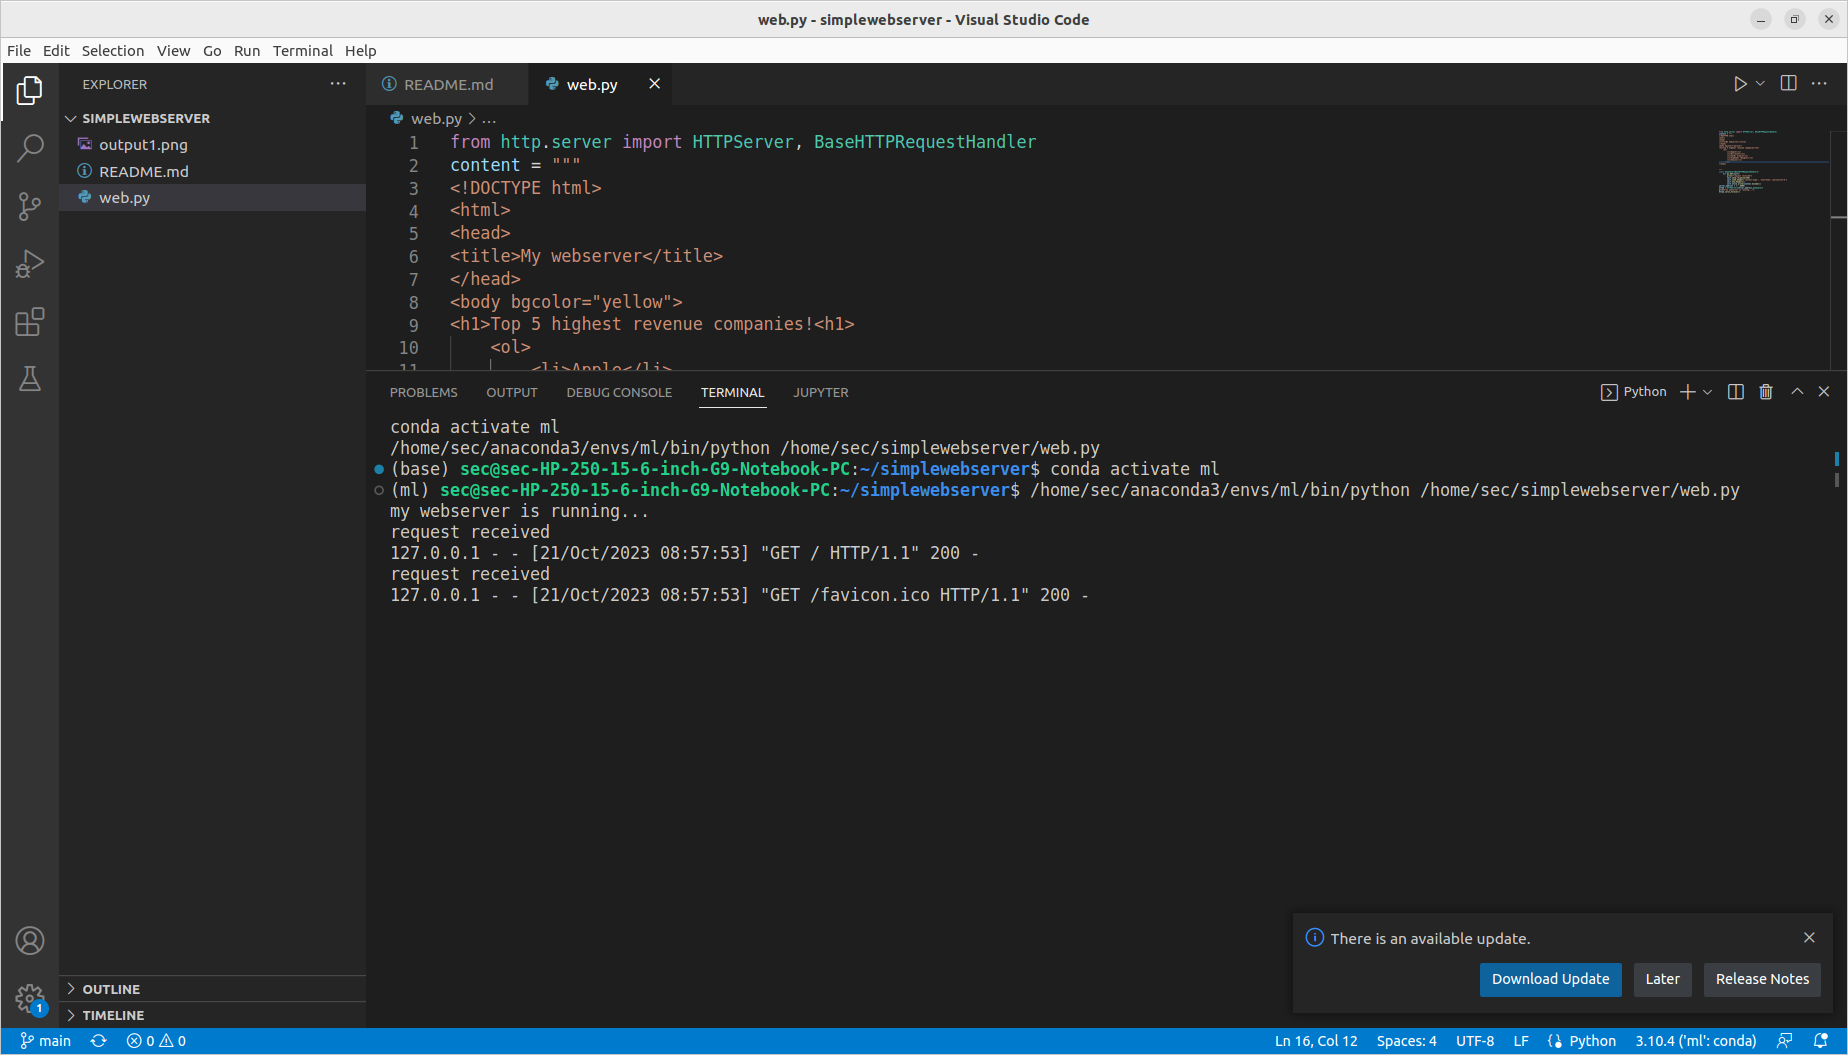 web.py - simplewebserver - Visual Studio Code
File Edit Selection View Go Run Terminal Help
EXPLORER
SIMPLEWEBSERVER
output1.png
README.md
web.py
OUTLINE
TIMELINE
README.md web.py
web.py > ...
1 from http.server import HTTPServer, BaseHTTPRequestHandler
2 content = """
3 <!DOCTYPE html>
4 <html>
5 <head>
6 <title>My webserver</title>
7 </head>
8 <body bgcolor="yellow">
9 <h1>Top 5 highest revenue companies!<h1>
10 <ol>
11 <li>Apple</li>
PROBLEMS OUTPUT DEBUG CONSOLE TERMINAL JUPYTER Python
conda activate ml
/home/sec/anaconda3/envs/ml/bin/python /home/sec/simplewebserver/web.py
(base) sec@sec-HP-250-15-6-inch-G9-Notebook-PC:~/simplewebserver$ conda activate ml
(ml) sec@sec-HP-250-15-6-inch-G9-Notebook-PC:~/simplewebserver$ /home/sec/anaconda3/envs/ml/bin/python /home/sec/simplewebserver/web.py
my webserver is running...
request received
127.0.0.1 - - [21/Oct/2023 08:57:53] "GET / HTTP/1.1" 200 -
request received
127.0.0.1 - - [21/Oct/2023 08:57:53] "GET /favicon.ico HTTP/1.1" 200 -
There is an available update.
Download Update Later Release Notes
1
main 0 0 Ln 16, Col 12 Spaces: 4 UTF-8 LF Python 3.10.4 ('ml': conda)